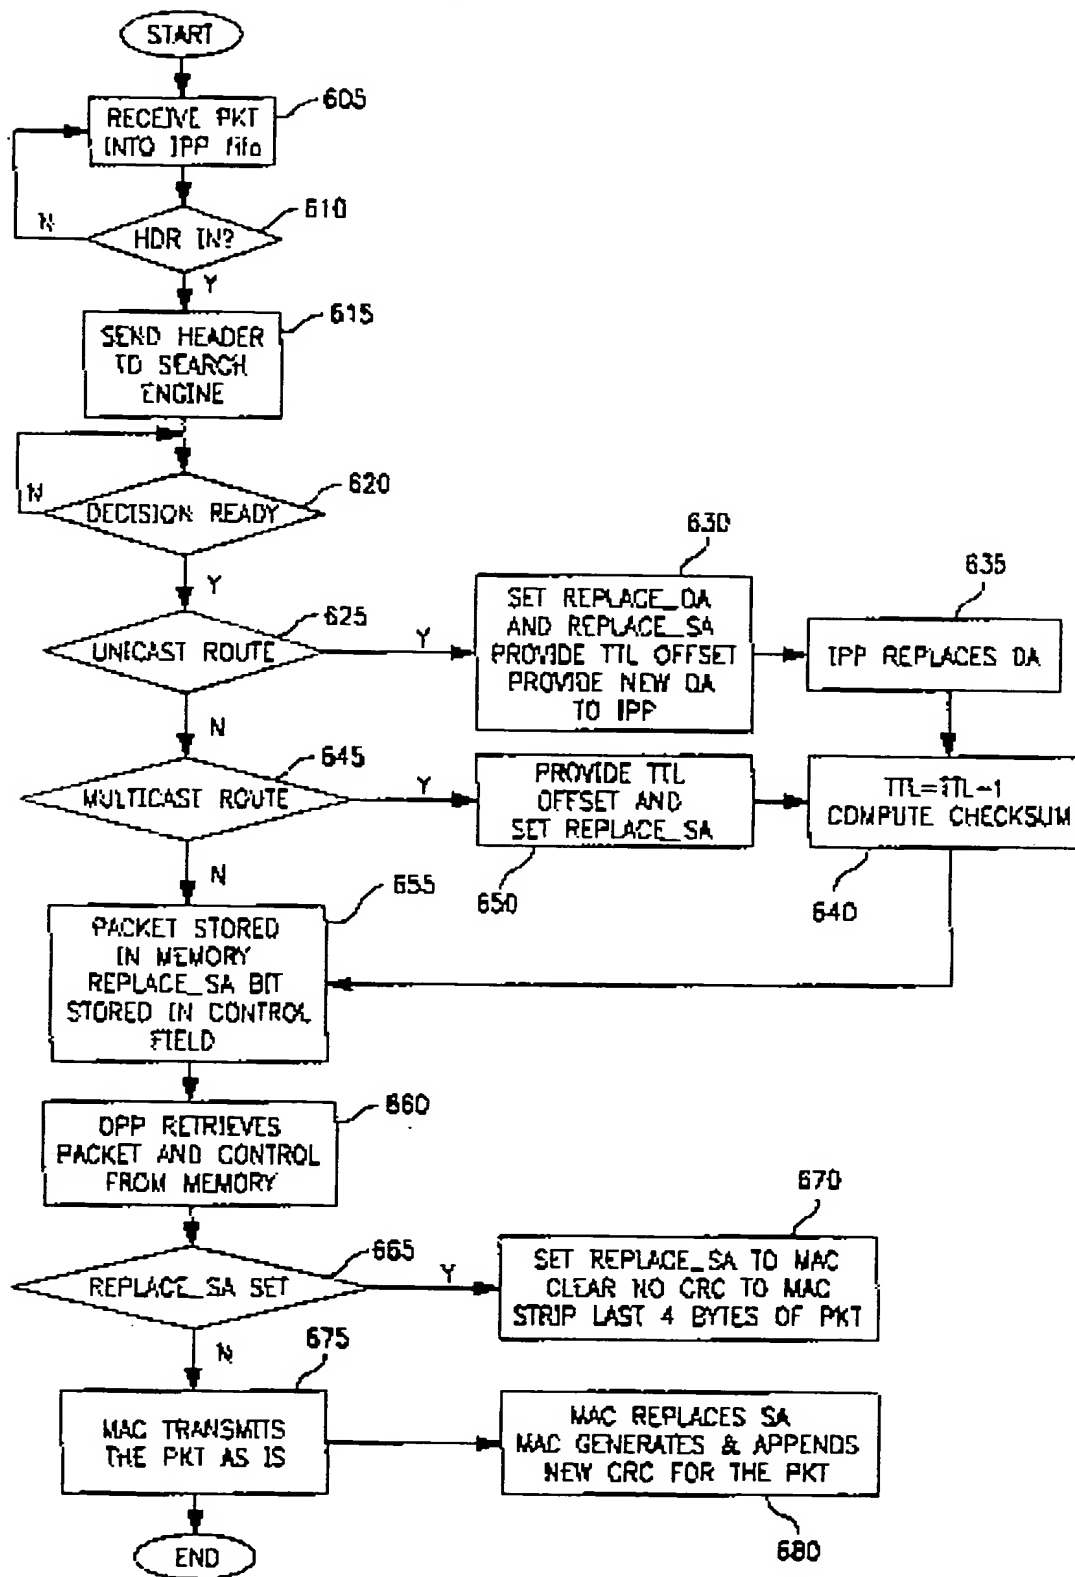 START
RECEIVE PKT
INTO IPP fifo
605
HDR IN?
610
N
Y
SEND HEADER
TO SEARCH
ENGINE
615
DECISION READY
620
N
Y
UNICAST ROUTE
625
Y
N
SET REPLACE_DA
AND REPLACE_SA
PROVIDE TTL OFFSET
PROVIDE NEW DA
TO IPP
630
IPP REPLACES DA
635
MULTICAST ROUTE
645
Y
N
PROVIDE TTL
OFFSET AND
SET REPLACE_SA
650
TTL=TTL-1
COMPUTE CHECKSUM
640
PACKET STORED
IN MEMORY
REPLACE_SA BIT
STORED IN CONTROL
FIELD
655
OPP RETRIEVES
PACKET AND CONTROL
FROM MEMORY
660
REPLACE_SA SET
665
Y
N
SET REPLACE_SA TO MAC
CLEAR NO CRC TO MAC
STRIP LAST 4 BYTES OF PKT
670
MAC TRANSMITS
THE PKT AS IS
675
MAC REPLACES SA
MAC GENERATES & APPENDS
NEW CRC FOR THE PKT
680
END